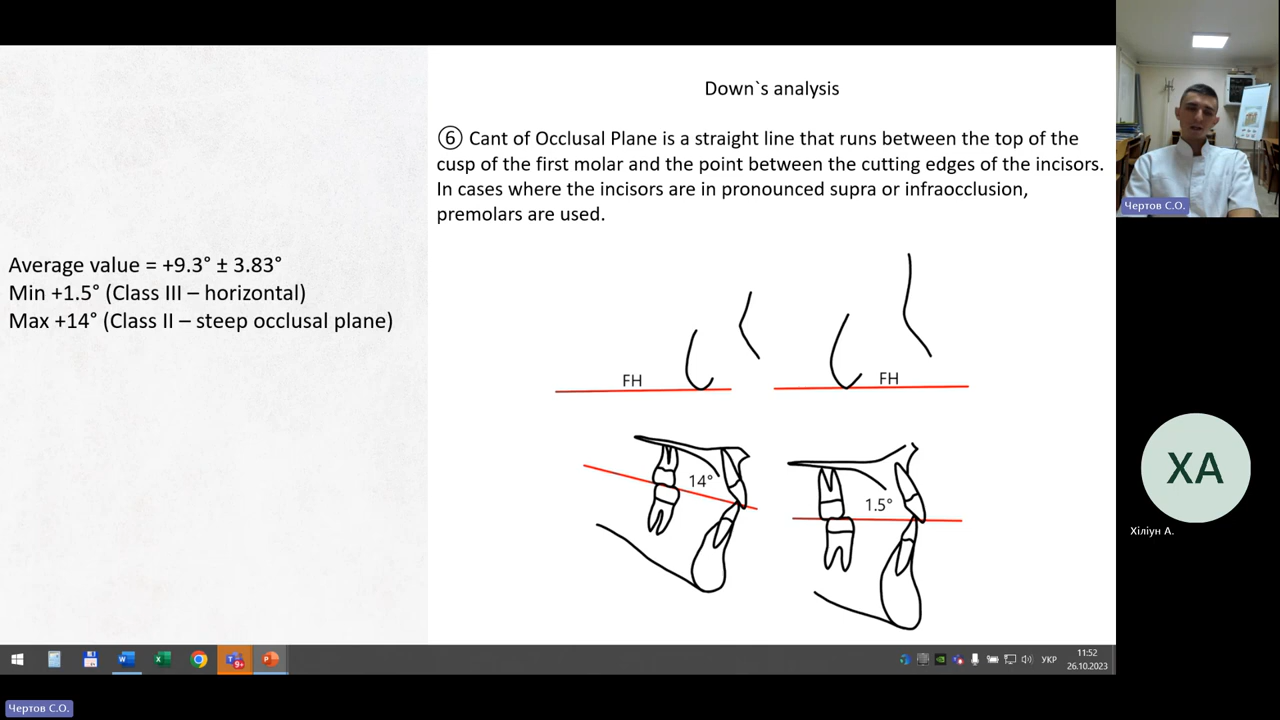 Down`s analysis
⑥ Cant of Occlusal Plane is a straight line that runs between the top of the
cusp of the first molar and the point between the cutting edges of the incisors.
In cases where the incisors are in pronounced supra or infraocclusion,
premolars are used.
Average value = +9.3° ± 3.83°
Min +1.5° (Class III – horizontal)
Max +14° (Class II – steep occlusal plane)
FH
FH
14°
1.5°
Чертов С.О.
ХА
Хіліун А.
9+
УКР
11:52
26.10.2023
Чертов С.О.